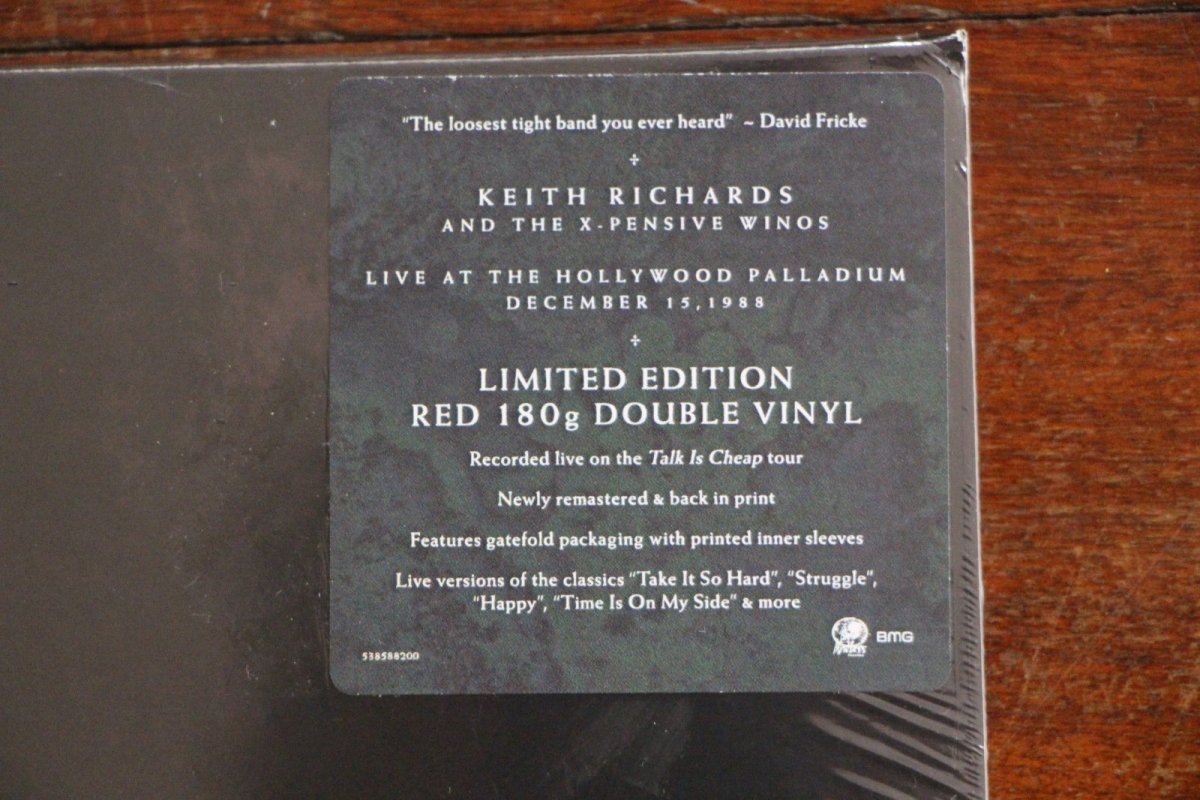 "The loosest tight band you ever heard" ~ David Fricke
KEITH RICHARDS
AND THE X-PENSIVE WINOS
LIVE AT THE HOLLYWOOD PALLADIUM
DECEMBER 15, 1988
LIMITED EDITION
RED 180g DOUBLE VINYL
Recorded live on the Talk Is Cheap tour
Newly remastered & back in print
Features gatefold packaging with printed inner sleeves
Live versions of the classics "Take It So Hard", "Struggle",
"Happy", "Time Is On My Side" & more
BMG
538588200